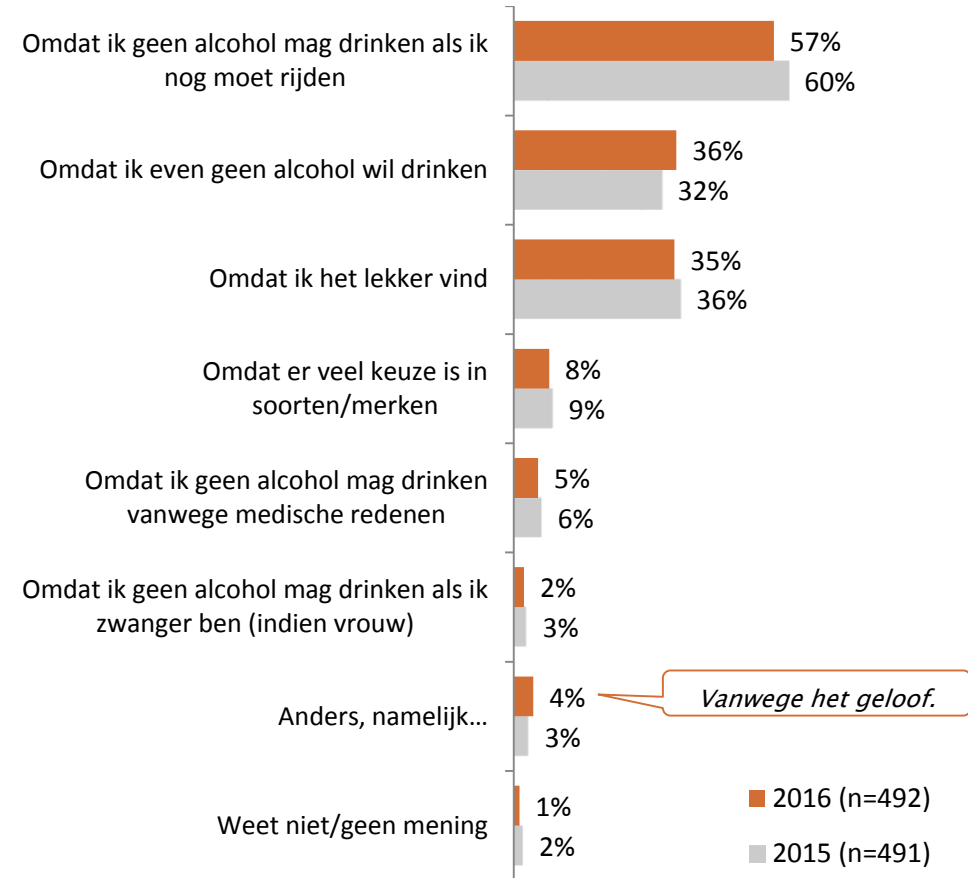 Omdat ik geen alcohol mag drinken als ik
nog moet rijden
57%
60%
Omdat ik even geen alcohol wil drinken
36%
32%
Omdat ik het lekker vind
35%
36%
Omdat er veel keuze is in
soorten/merken
8%
9%
Omdat ik geen alcohol mag drinken
vanwege medische redenen
5%
6%
Omdat ik geen alcohol mag drinken als ik
zwanger ben (indien vrouw)
2%
3%
Anders, namelijk...
4%
3%
Vanwege het geloof.
Weet niet/geen mening
1%
2%
2016 (n=492)
2015 (n=491)